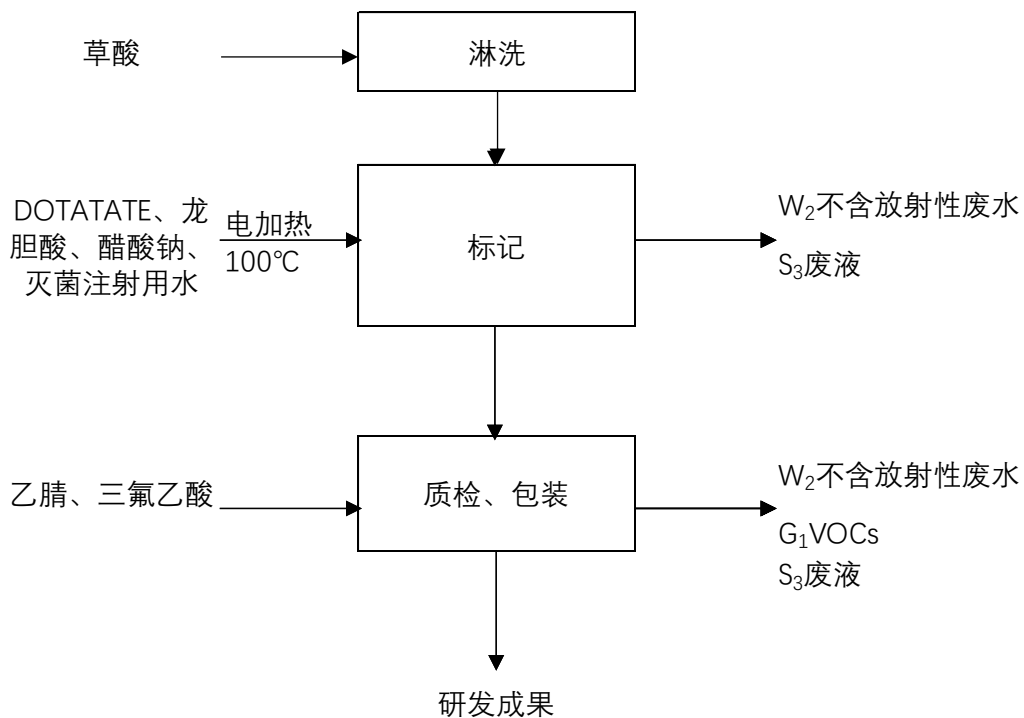 草酸
淋洗
DOTATATE、龙
胆酸、醋酸钠、
灭菌注射用水
电加热
100℃
标记
W₂不含放射性废水
S₃废液
乙腈、三氟乙酸
质检、包装
W₂不含放射性废水
G₁VOCs
S₃废液
研发成果